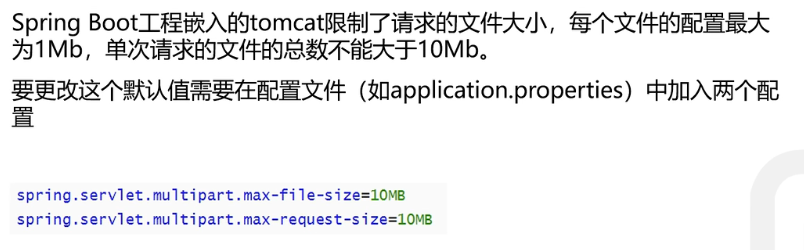 Spring Boot工程嵌入的tomcat限制了请求的文件大小，每个文件的配置最大
为1Mb，单次请求的文件的总数不能大于10Mb。
要更改这个默认值需要在配置文件（如application.properties）中加入两个配
置
spring.servlet.multipart.max-file-size=10MB
spring.servlet.multipart.max-request-size=10MB